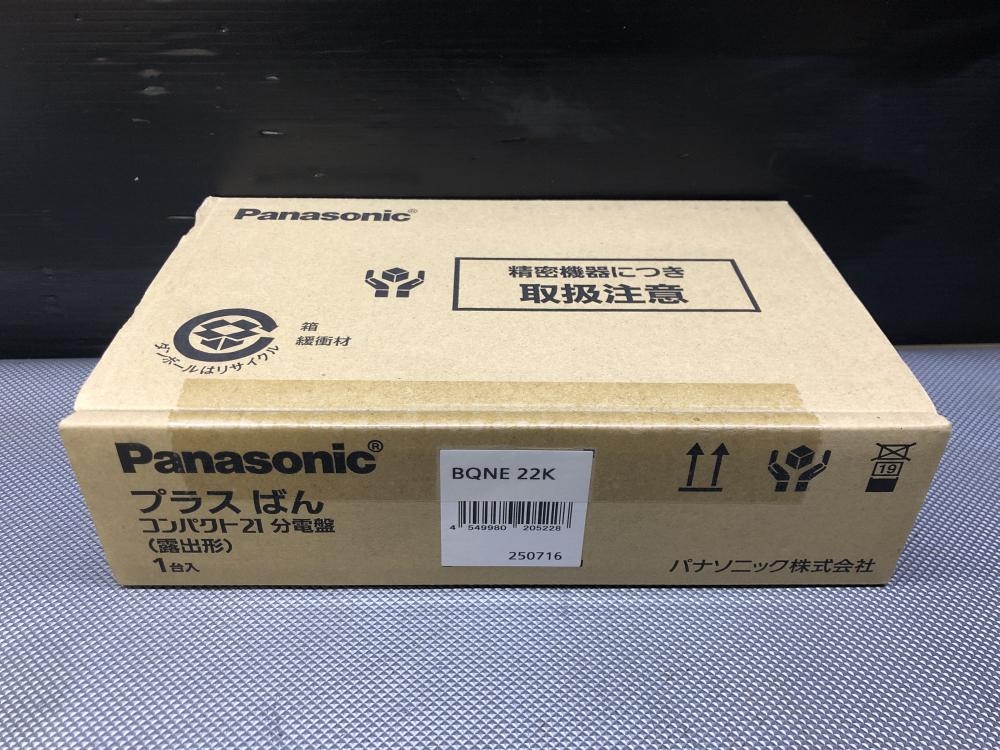 Panasonic®
精密機器につき
取扱注意
箱
緩衝材
ダンボールはリサイクル
Panasonic®
プラス ばん
コンパクト21 分電盤
(露出形)
1台入
BQNE 22K
4 549980 205228
250716
19
パナソニック株式会社